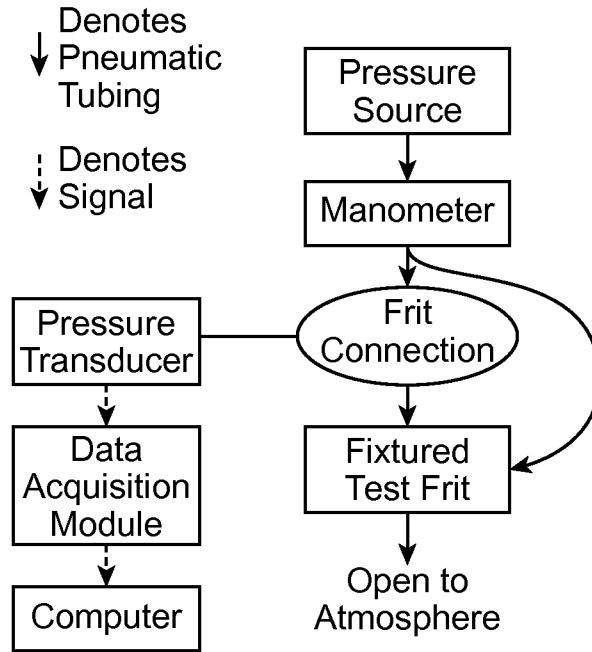 Denotes
Pneumatic
Tubing
Denotes
Signal
Pressure
Source
Manometer
Frit
Connection
Pressure
Transducer
Data
Acquisition
Module
Computer
Fixtured
Test Frit
Open to
Atmosphere